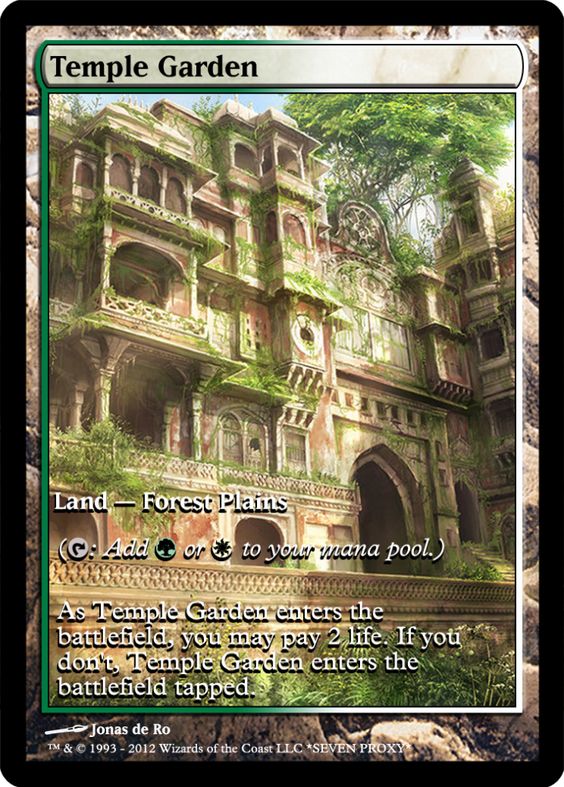 Temple Garden
Land — Forest Plains
(: Add or to your mana pool.)
As Temple Garden enters the
battlefield, you may pay 2 life. If you
don't, Temple Garden enters the
battlefield tapped.
Jonas de Ro
™ & © 1993 - 2012 Wizards of the Coast LLC *SEVEN PROXY*